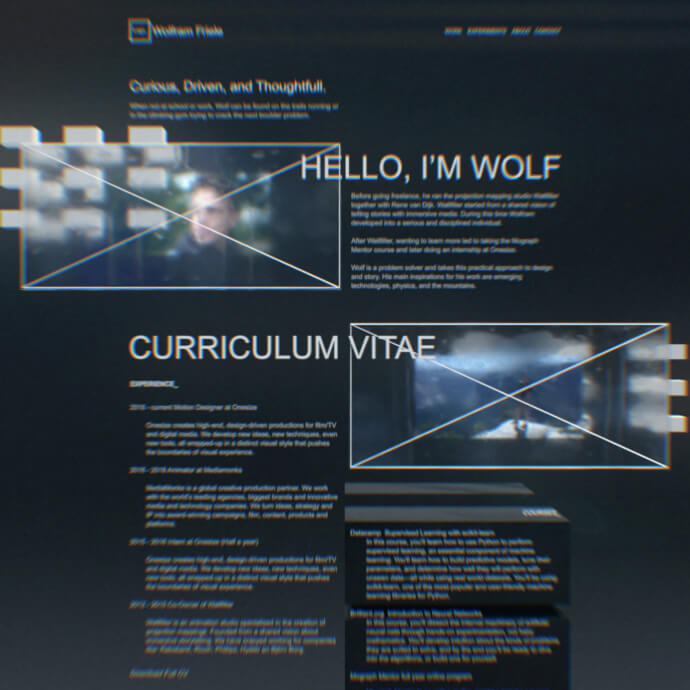 Wolfram Friele
WORK EXPERIMENTS ABOUT CONTACT
Curious, Driven, and Thoughtfull.
When not at school or work, Wolf can be found on the trails running or
in the climbing gym trying to crack the next boulder problem.
HELLO, I'M WOLF
Before going freelance, he ran the projection mapping studio Wallifier
together with Rene van Dijk. Wallifier started from a shared vision of
telling stories with immersive media. During this time Wolfram
developed into a serious and disciplined individual.
After Wallifier, wanting to learn more led to taking the Mograph
Mentor course and later doing an internship at Onesize.
Wolf is a problem solver and takes this practical approach to design
and story. His main inspirations for his work are emerging
technologies, physics, and the mountains.
CURRICULUM VITAE
EXPERIENCE_
2016 - current Motion Designer at Onesize
Onesize creates high-end, design-driven productions for film/TV
and digital media. We develop new ideas, new techniques, even
new tools, all wrapped-up in a distinct visual style that pushes
the boundaries of visual experience.
2015 - 2016 Animator at Mediamonks
MediaMonks is a global creative production partner. We work
with the world's leading agencies, biggest brands and innovative
media and technology companies. We turn ideas, strategy and
IP into award-winning campaigns, film, content, products and
platforms.
2015 - 2015 Intern at Onesize (Half a year)
Onesize creates high-end, design-driven productions for film/TV
and digital media. We develop new ideas, new techniques, even
new tools, all wrapped-up in a distinct visual style that pushes
the boundaries of visual experience.
2012 - 2015 Co-Owner of Wallifier
Wallifier is an animation studio specialised in the creation of
projection mappings. Founded from a shared vision about
immersive storytelling. We have enjoyed working for companies
like: Rabobank, Ricoh, Philips, Hyster en Björn Borg.
Download Full CV
COURSES_
Datacamp Supervised Learning with scikit-learn.
In this course, you'll learn how to use Python to perform
supervised learning, an essential component of machine
learning. You'll learn how to build predictive models, tune their
parameters, and determine how well they will perform with
unseen data—all while using real world datasets. You'll be using
scikit-learn, one of the most popular and user-friendly machine
learning libraries for Python.
Brilliant.org Introduction to Neural Networks
In this course, you'll dissect the internal machinery of artificial
neural nets through hands-on experimentation, not hairy
mathematics. You'll develop intuition about the kinds of problems
they are suited to solve, and by the end you'll be ready to dive
into the algorithms, or build one for yourself.
Mograph Mentor full year online program.